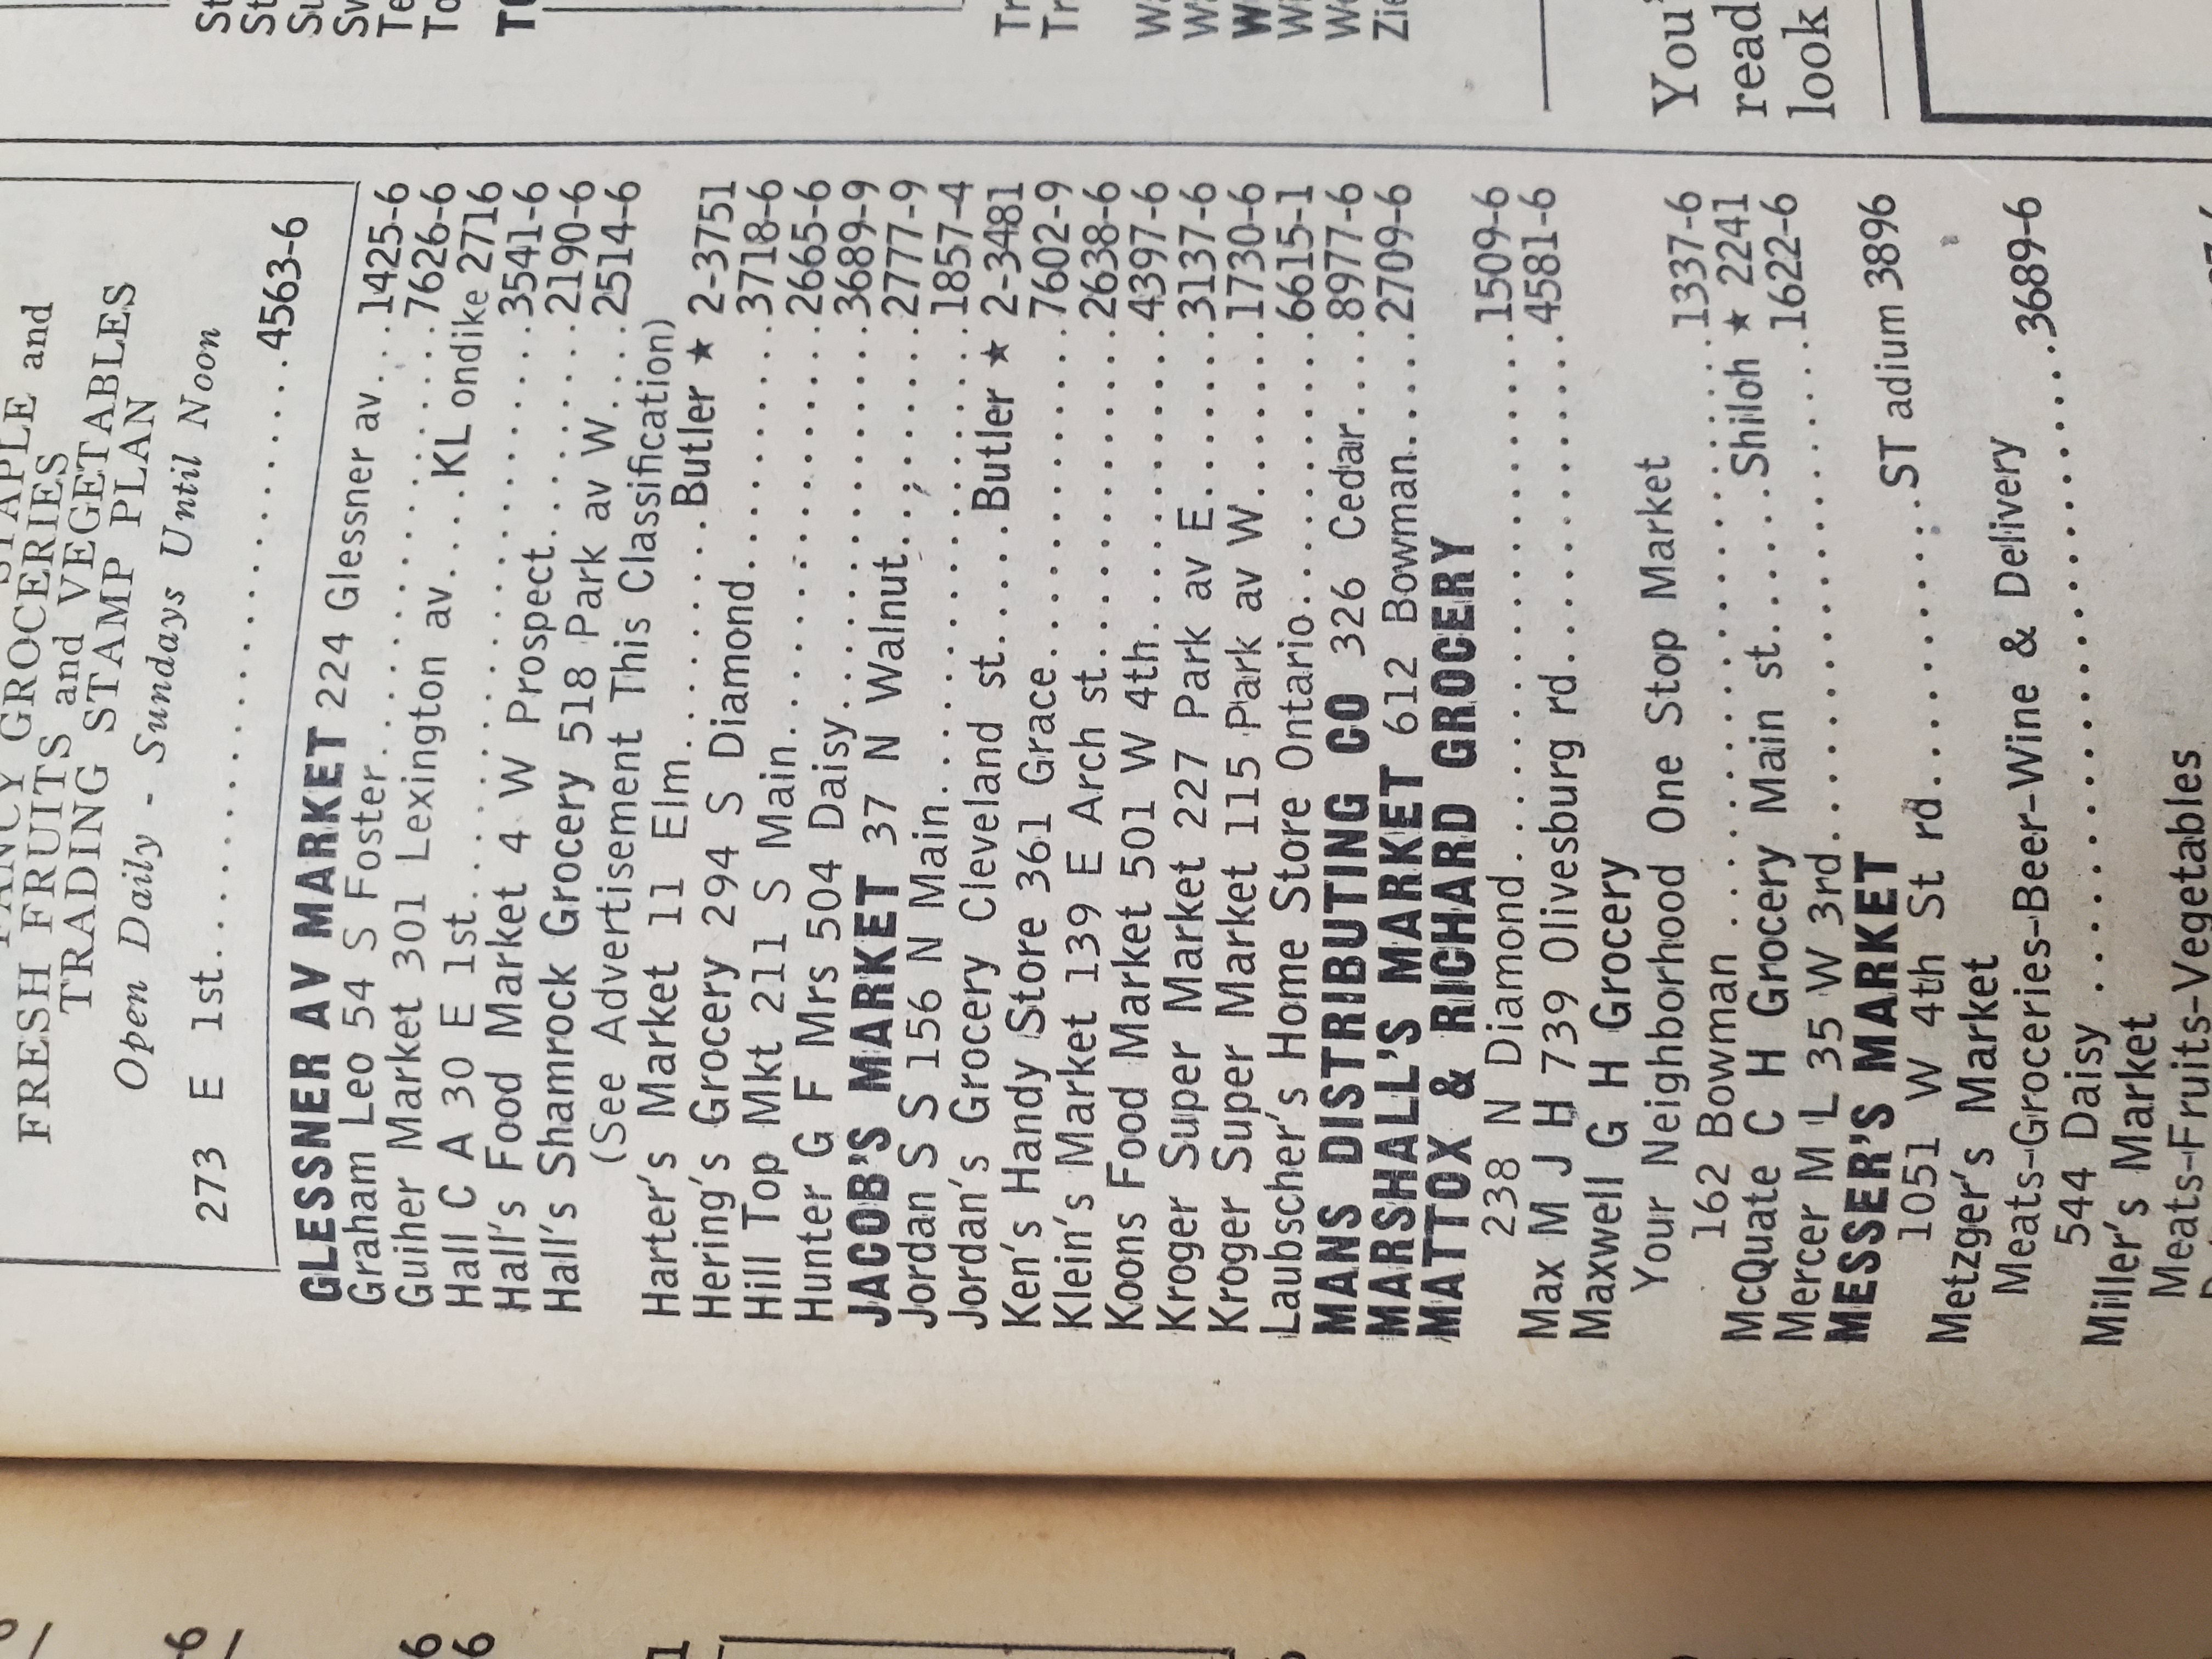 GROCERIES and
FRESH FRUITS and VEGETABLES
TRADING STAMP PLAN
Open Daily - Sundays Until Noon
273 E 1st..........4563-6
GLESSNER AV MARKET 224 Glessner av...1425-6
Graham Leo 54 S Foster..........7626-6
Guiher Market 301 Lexington av....KL ondike 2716
Hall C A 30 E 1st..........3541-6
Hall's Food Market 4 W Prospect......2190-6
Hall's Shamrock Grocery 518 Park av W....2514-6
(See Advertisement This Classification)
Harter's Market 11 Elm..........Butler ★ 2-3751
Hering's Grocery 294 S Diamond..........3718-6
Hill Top Mkt 211 S Main..........2665-6
Hunter G F Mrs 504 Daisy..........3689-9
JACOB'S MARKET 37 N Walnut..........2777-9
Jordan S S 156 N Main..........1857-4
Jordan's Grocery Cleveland st.....Butler ★ 2-3481
Ken's Handy Store 361 Grace..........7602-9
Klein's Market 139 E Arch st..........2638-6
Koons Food Market 501 W 4th..........4397-6
Kroger Super Market 227 Park av E......3137-6
Kroger Super Market 115 Park av W......1730-6
Laubscher's Home Store Ontario..........6615-1
MANS DISTRIBUTING CO 326 Cedar....8977-6
MARSHALL'S MARKET 612 Bowman....2709-6
MATTOX & RICHARD GROCERY
238 N Diamond..........1509-6
Max M J H 739 Olivesburg rd..........4581-6
Maxwell G H Grocery
Your Neighborhood One Stop Market
162 Bowman ..........1337-6
McQuate C H Grocery Main st.....Shiloh ★ 2241
Mercer M L 35 W 3rd..........1622-6
MESSER'S MARKET
1051 W 4th St rd..........ST adium 3896
Metzger's Market
Meats-Groceries-Beer-Wine & Delivery
544 Daisy ..........3689-6
Miller's Market
Meats-Fruits-Vegetables
read
look